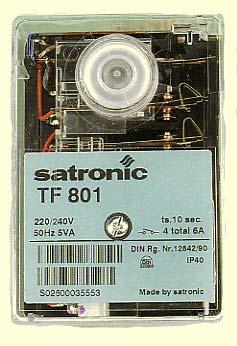 satronic
TF 801
220/240V ts.10 sec.
50Hz 5VA 4 total 6A
DIN Rg. Nr.12842/90
IP40
S02600035553
Made by satronic